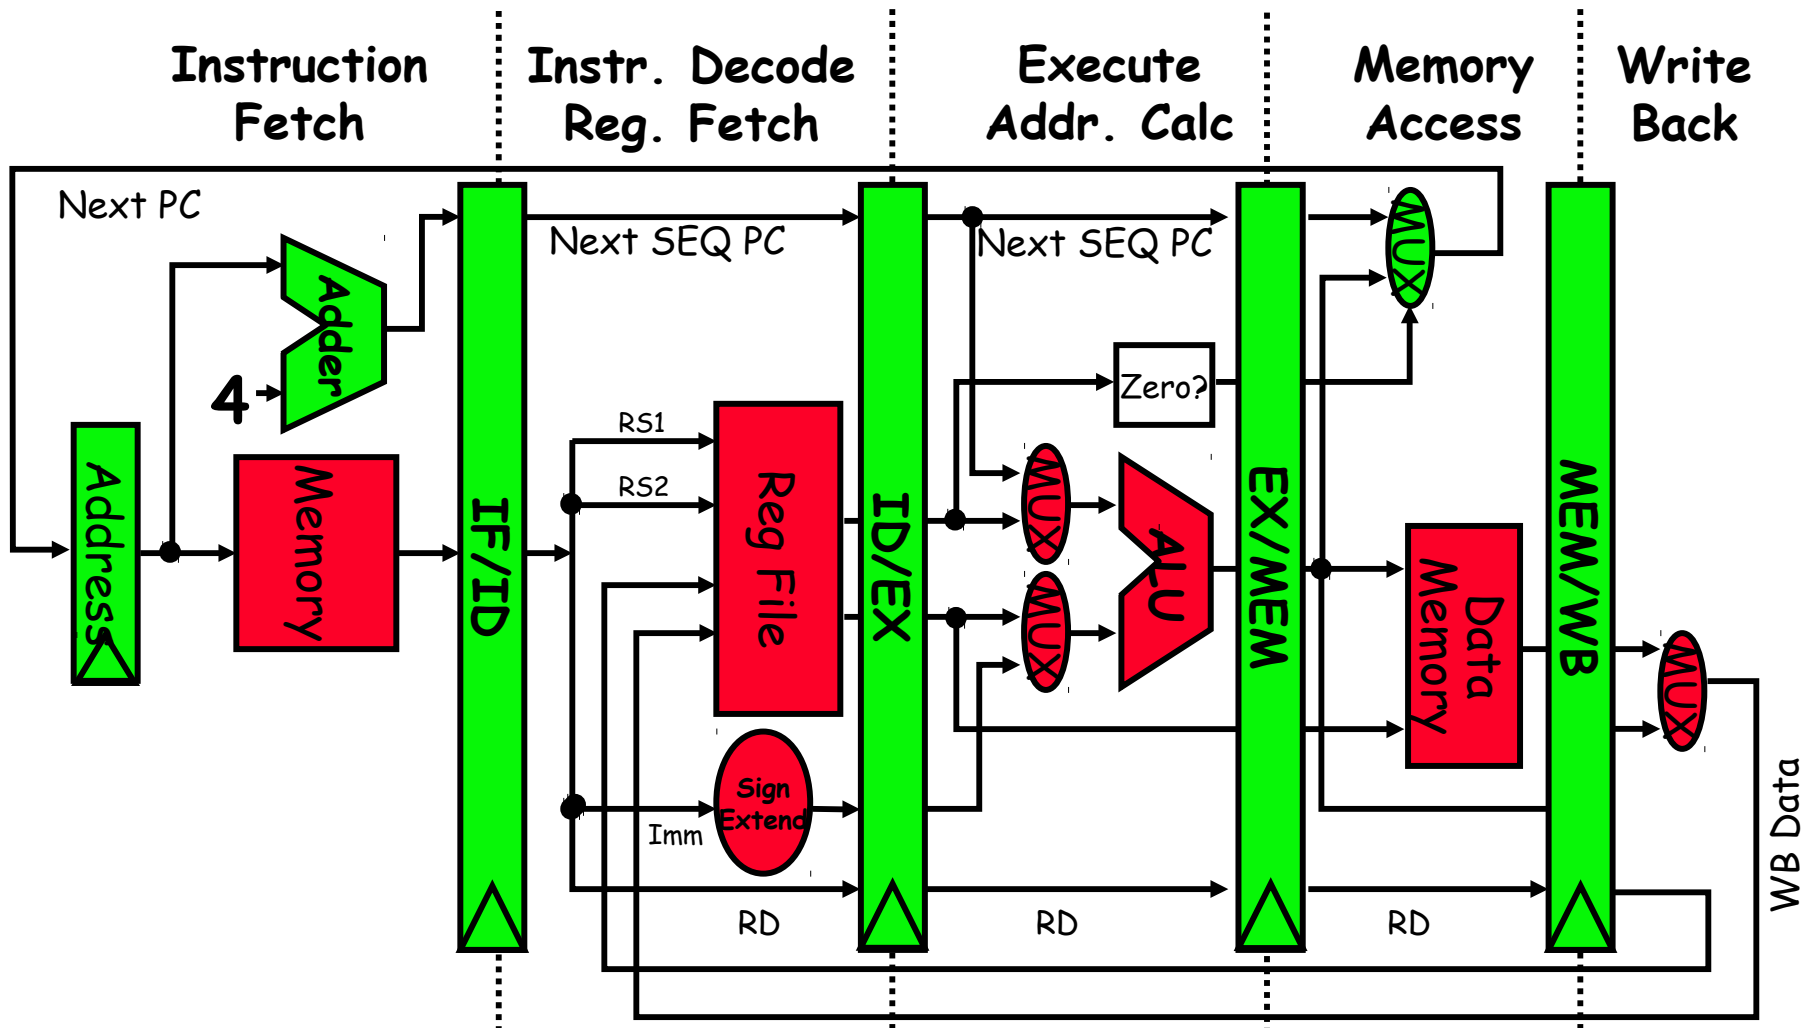 Instruction
Fetch
Instr. Decode
Reg. Fetch
Execute
Addr. Calc
Memory
Access
Write
Back
Next PC
Next SEQ PC
Next SEQ PC
MUX
Adder
4
Zero?
RS1
RS2
Address
Memory
IF/ID
Reg File
ID/EX
MUX
MUX
ALU
EX/MEM
Data
Memory
MEM/WB
MUX
Sign
Extend
Imm
RD
RD
RD
WB Data